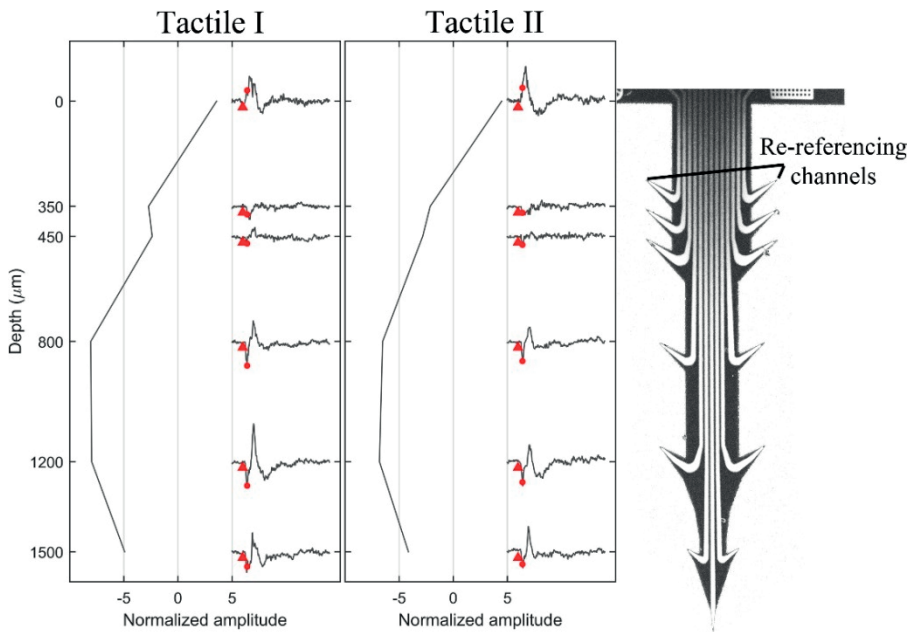 Tactile I
Tactile II
0
350
450
800
1200
1500
Depth (μm)
-5
0
5
Normalized amplitude
-5
0
5
Normalized amplitude
Re-referencing
channels